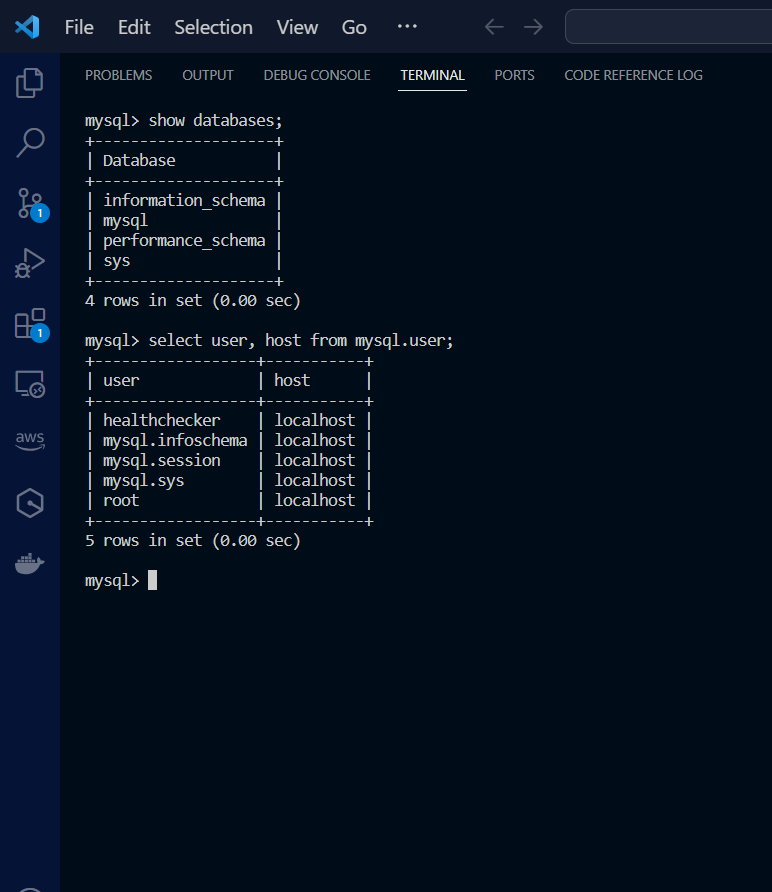 File Edit Selection View Go ···
PROBLEMS OUTPUT DEBUG CONSOLE TERMINAL PORTS CODE REFERENCE LOG
mysql> show databases;
+--------------------+
| Database           |
+--------------------+
| information_schema |
| mysql              |
| performance_schema |
| sys                |
+--------------------+
4 rows in set (0.00 sec)
mysql> select user, host from mysql.user;
+------------------+-----------+
| user             | host      |
+------------------+-----------+
| healthchecker    | localhost |
| mysql.infoschema | localhost |
| mysql.session    | localhost |
| mysql.sys        | localhost |
| root             | localhost |
+------------------+-----------+
5 rows in set (0.00 sec)
mysql>
1
1
aws